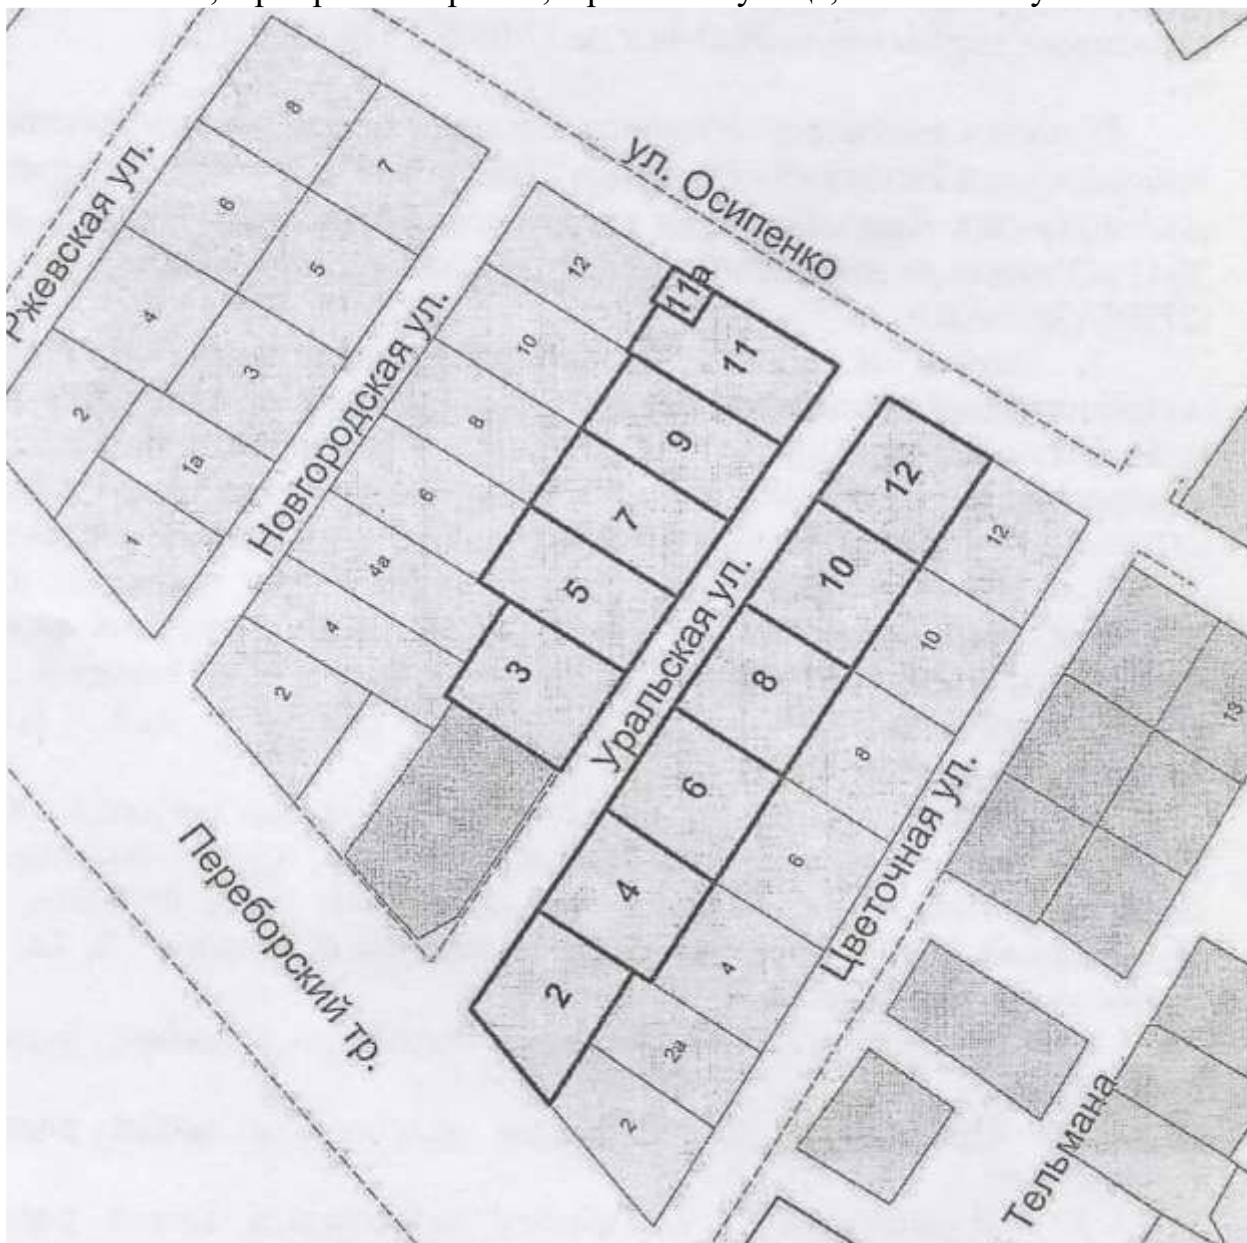 Ржевская ул.
8
7
6
5
4
3
2
1а
1
ул. Осипенко
Новгородская ул.
12
11а
10
11
8
9
6
7
4а
5
4
3
2
Уральская ул.
12
10
8
6
4
2
12
10
8
6
4
2а
2
Цветочная ул.
13
Переборский тр.
Тельмана